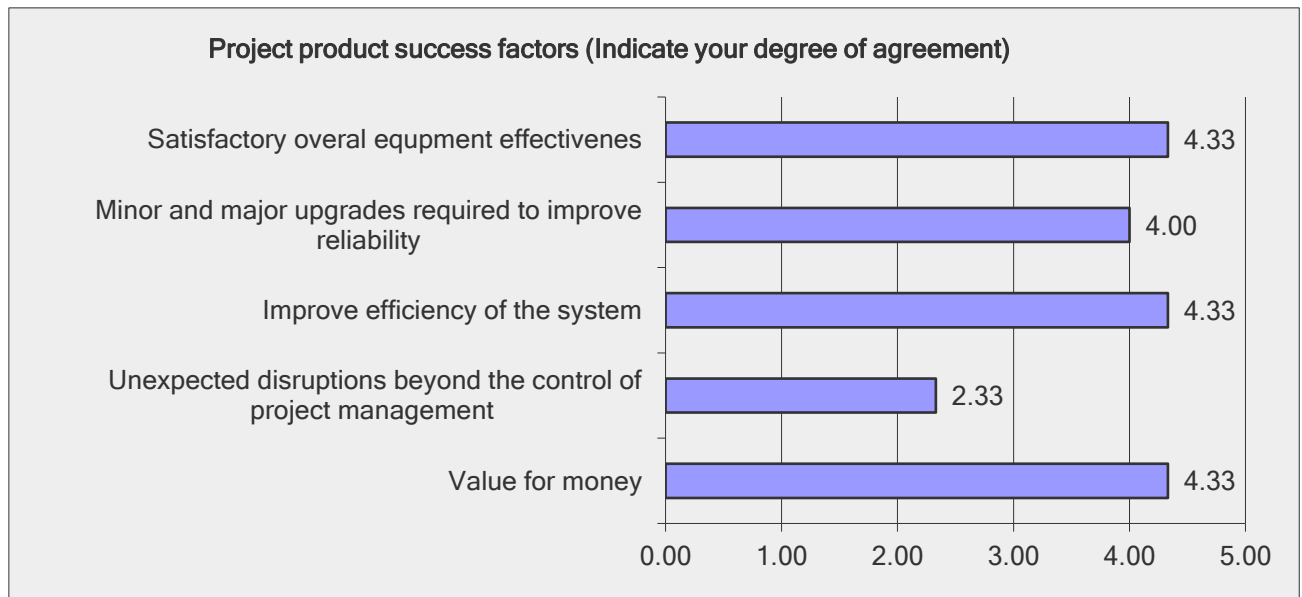 Project product success factors (Indicate your degree of agreement)
Satisfactory overal equpment effectivenes
4.33
Minor and major upgrades required to improve
reliability
4.00
Improve efficiency of the system
4.33
Unexpected disruptions beyond the control of
project management
2.33
Value for money
4.33
0.00 1.00 2.00 3.00 4.00 5.00